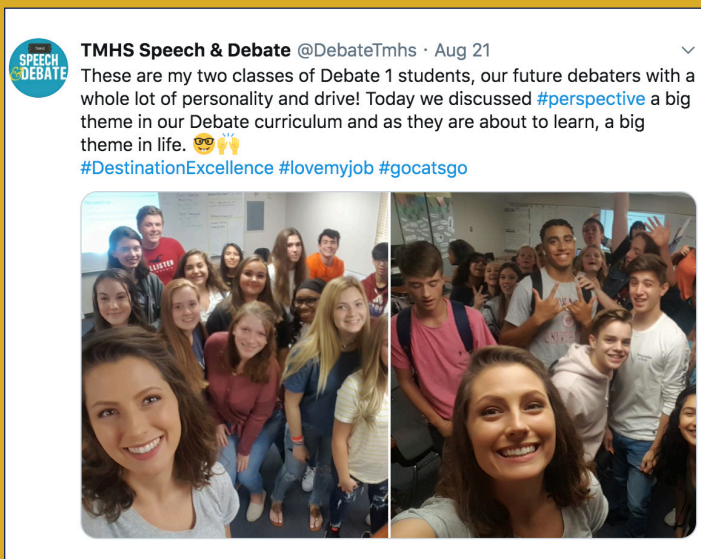 SPEECH
&DEBATE
TMHS Speech & Debate @DebateTmhs · Aug 21
These are my two classes of Debate 1 students, our future debaters with a
whole lot of personality and drive! Today we discussed #perspective a big
theme in our Debate curriculum and as they are about to learn, a big
theme in life. 🤓🙌
#DestinationExcellence #lovemyjob #gocatsgo